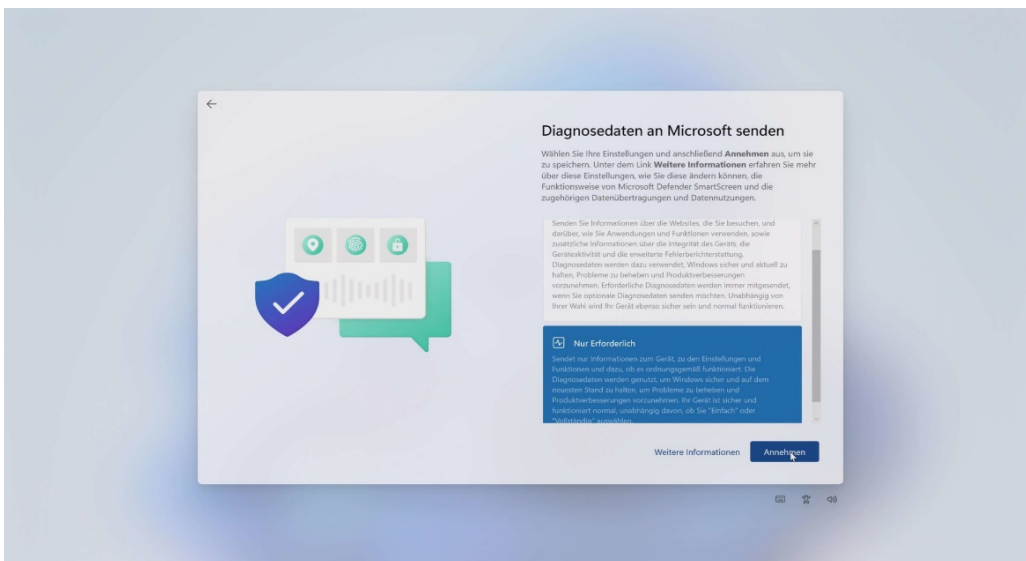 Diagnosedaten an Microsoft senden
Wählen Sie Ihre Einstellungen und anschließend Annehmen aus, um sie
zu speichern. Unter dem Link Weitere Informationen erfahren Sie mehr
über diese Einstellungen, wie Sie diese ändern können, die
Funktionsweise von Microsoft Defender SmartScreen und die
zugehörigen Datenübertragungen und Datennutzungen.
Senden Sie Informationen über die Websites, die Sie besuchen, und
darüber, wie Sie Anwendungen und Funktionen verwenden, sowie
zusätzliche Informationen über die Integrität des Geräts, die
Geräteaktivität und die erweiterte Fehlerberichterstattung.
Diagnosedaten werden dazu verwendet, Windows sicher und aktuell zu
halten, Probleme zu beheben und Produktverbesserungen
vorzunehmen. Erforderliche Diagnosedaten werden immer mitgesendet,
wenn Sie optionale Diagnosedaten senden möchten. Unabhängig von
Ihrer Wahl wird Ihr Gerät ebenso sicher sein und normal funktionieren.
Nur Erforderlich
Sendet nur Informationen zum Gerät, zu den Einstellungen und
Funktionen und dazu, ob es ordnungsgemäß funktioniert. Die
Diagnosedaten werden genutzt, um Windows sicher und auf dem
neuesten Stand zu halten, um Probleme zu beheben und
Produktverbesserungen vorzunehmen. Ihr Gerät ist sicher und
funktioniert normal, unabhängig davon, ob Sie "Einfach" oder
"Vollständig" auswählen.
Weitere Informationen
Annehmen